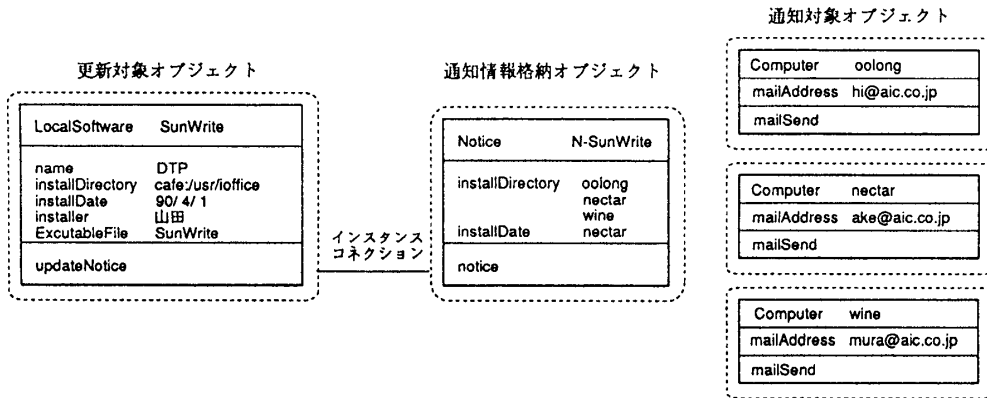 更新対象オブジェクト
LocalSoftware SunWrite
name DTP
installDirectory cafe:/usr/ioffice
installDate 90/ 4/ 1
installer 山田
ExcutableFile SunWrite
updateNotice
インスタンス
コネクション
通知情報格納オブジェクト
Notice N-SunWrite
installDirectory oolong
nectar
wine
installDate nectar
notice
通知対象オブジェクト
Computer oolong
mailAddress hi@aic.co.jp
mailSend
Computer nectar
mailAddress ake@aic.co.jp
mailSend
Computer wine
mailAddress mura@aic.co.jp
mailSend